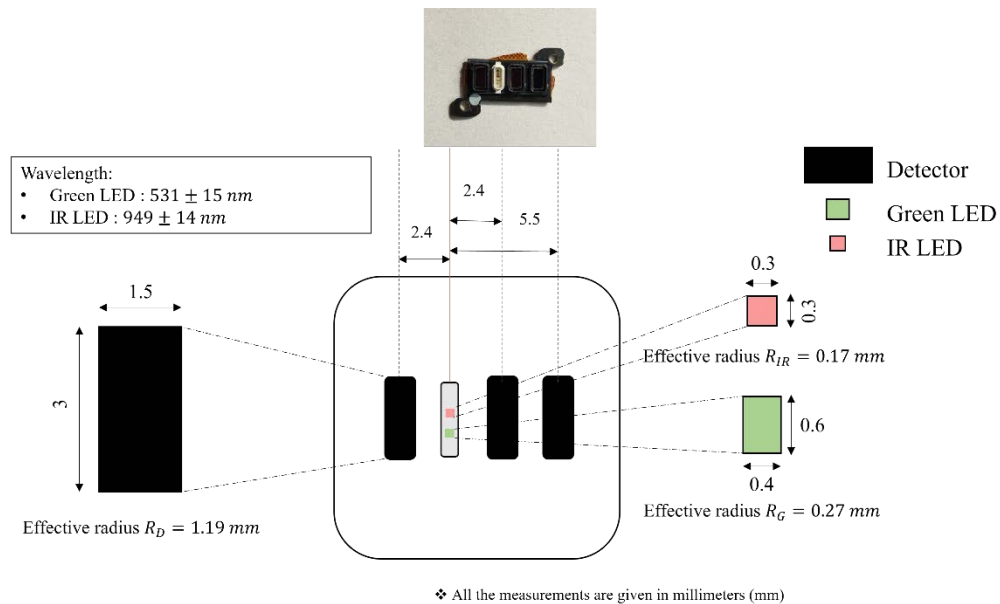 Wavelength:
• Green LED : 531 ± 15 nm
• IR LED : 949 ± 14 nm
2.4
5.5
2.4
Detector
Green LED
IR LED
1.5
3
Effective radius R_D = 1.19 mm
0.3
0.3
Effective radius R_IR = 0.17 mm
0.6
0.4
Effective radius R_G = 0.27 mm
❖ All the measurements are given in millimeters (mm)